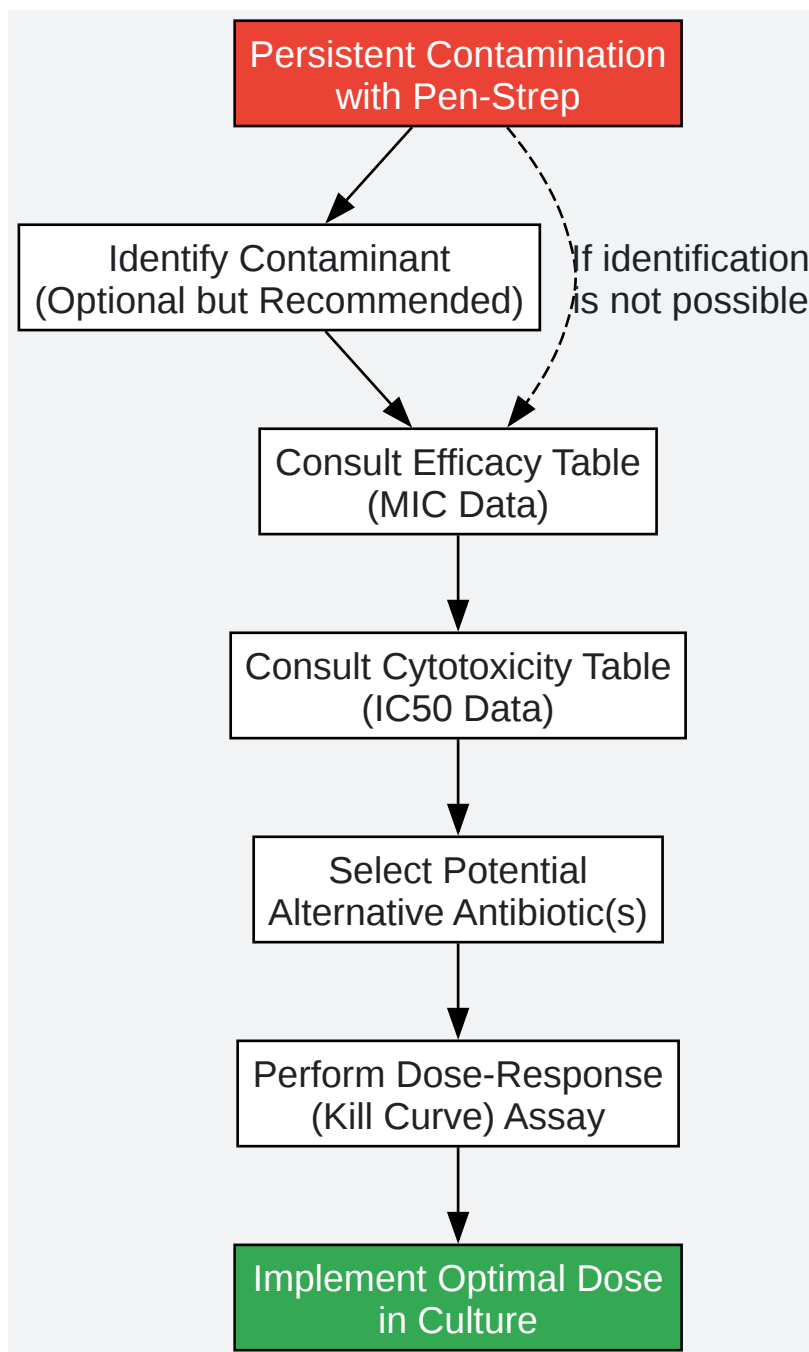 Persistent Contamination
with Pen-Strep
Identify Contaminant
(Optional but Recommended)
If identification
is not possible
Consult Efficacy Table
(MIC Data)
Consult Cytotoxicity Table
(IC50 Data)
Select Potential
Alternative Antibiotic(s)
Perform Dose-Response
(Kill Curve) Assay
Implement Optimal Dose
in Culture